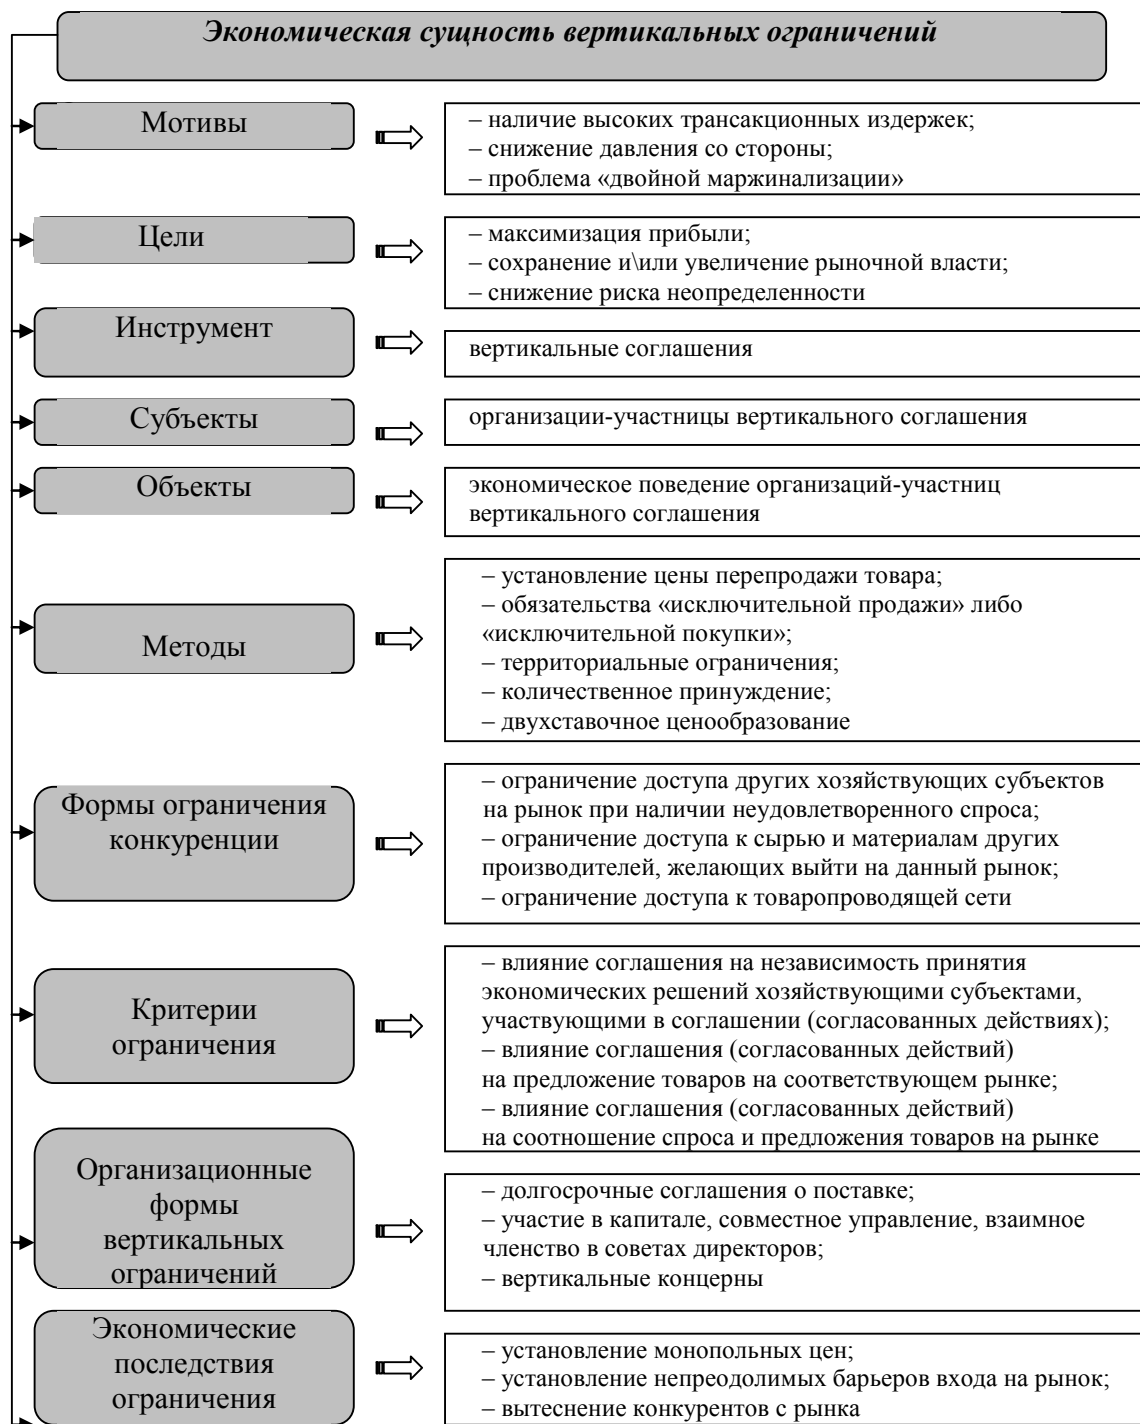 Экономическая сущность вертикальных ограничений
Мотивы
– наличие высоких трансакционных издержек;
– снижение давления со стороны;
– проблема «двойной маржинализации»
Цели
– максимизация прибыли;
– сохранение и\или увеличение рыночной власти;
– снижение риска неопределенности
Инструмент
вертикальные соглашения
Субъекты
организации-участницы вертикального соглашения
Объекты
экономическое поведение организаций-участниц
вертикального соглашения
Методы
– установление цены перепродажи товара;
– обязательства «исключительной продажи» либо
«исключительной покупки»;
– территориальные ограничения;
– количественное принуждение;
– двухставочное ценообразование
Формы ограничения
конкуренции
– ограничение доступа других хозяйствующих субъектов
на рынок при наличии неудовлетворенного спроса;
– ограничение доступа к сырью и материалам других
производителей, желающих выйти на данный рынок;
– ограничение доступа к товаропроводящей сети
Критерии
ограничения
– влияние соглашения на независимость принятия
экономических решений хозяйствующими субъектами,
участвующими в соглашении (согласованных действиях);
– влияние соглашения (согласованных действий)
на предложение товаров на соответствующем рынке;
– влияние соглашения (согласованных действий)
на соотношение спроса и предложения товаров на рынке
Организационные
формы
вертикальных
ограничений
– долгосрочные соглашения о поставке;
– участие в капитале, совместное управление, взаимное
членство в советах директоров;
– вертикальные концерны
Экономические
последствия
ограничения
– установление монопольных цен;
– установление непреодолимых барьеров входа на рынок;
– вытеснение конкурентов с рынка